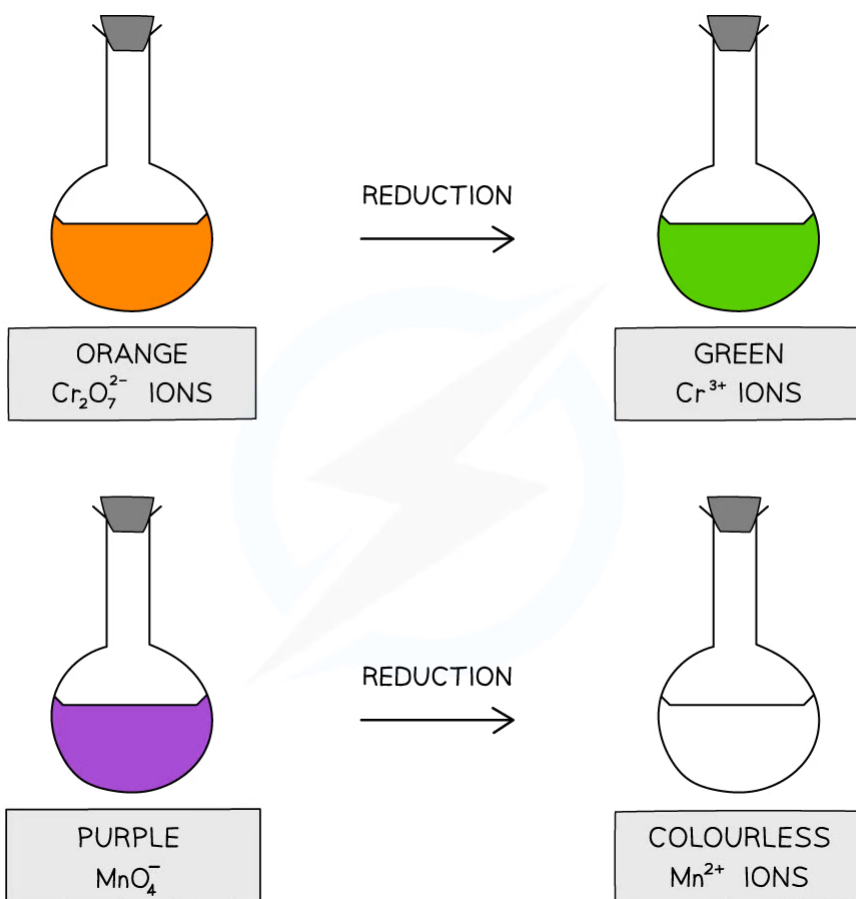 REDUCTION
ORANGE
Cr₂O₇²⁻ IONS
GREEN
Cr³⁺ IONS
REDUCTION
PURPLE
MnO₄⁻
COLOURLESS
Mn²⁺ IONS